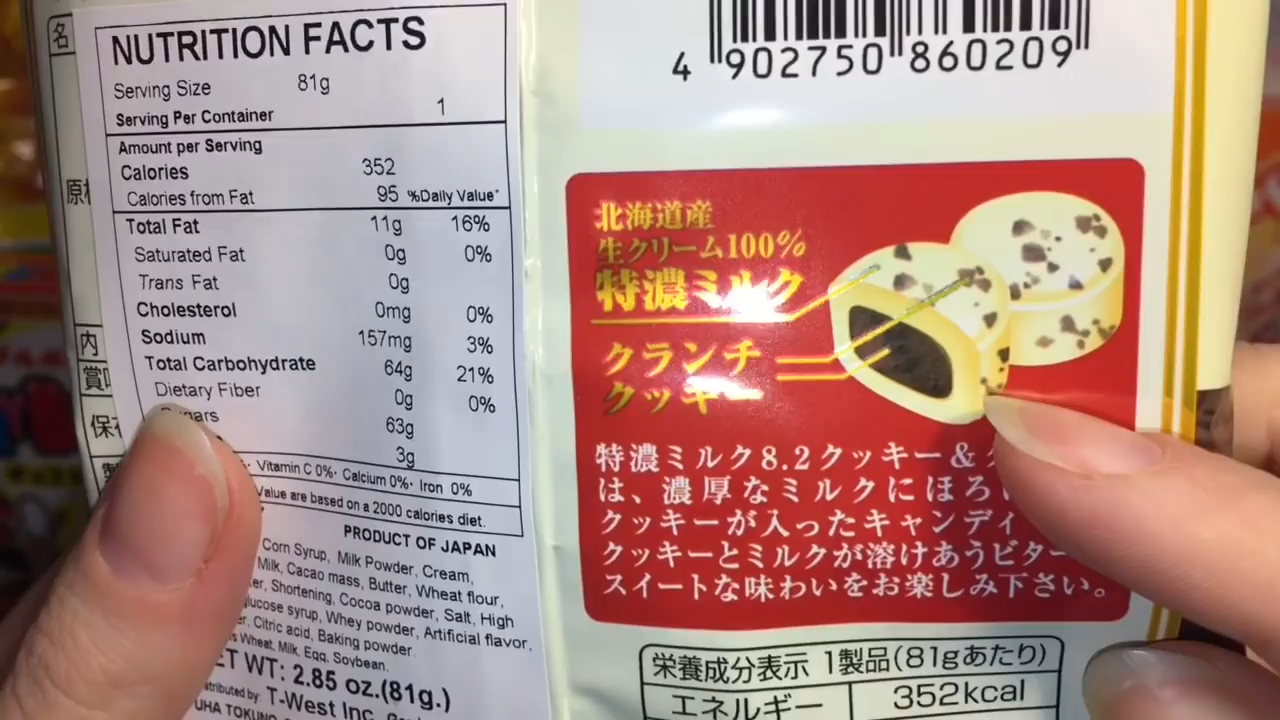 名
原
内
賞
保
NUTRITION FACTS
Serving Size 81g
Serving Per Container 1
Amount per Serving
Calories 352
Calories from Fat 95 %Daily Value*
Total Fat 11g 16%
Saturated Fat 0g 0%
Trans Fat 0g
Cholesterol 0mg 0%
Sodium 157mg 3%
Total Carbohydrate 64g 21%
Dietary Fiber 0g 0%
63g
3g
Vitamin C 0%· Calcium 0%· Iron 0%
Value are based on a 2000 calories diet.
PRODUCT OF JAPAN
Corn Syrup, Milk Powder, Cream,
Milk, Cacao mass, Butter, Wheat flour,
Shortening, Cocoa powder, Salt, High
syrup, Whey powder, Artificial flavor,
Citric acid, Baking powder
Wheat, Milk, Egg, Soybean.
WT: 2.85 oz.(81g.)
by: T-West Inc.
UHA
4 902750 860209
北海道産
生クリーム100%
特濃ミルク
クランチ
クッキー
特濃ミルク8.2クッキー&
は、濃厚なミルクにほろ
クッキーが入ったキャンディ
クッキーとミルクが溶けあうビター
スイートな味わいをお楽しみ下さい。
栄養成分表示 1製品(81gあたり)
エネルギー 352kcal